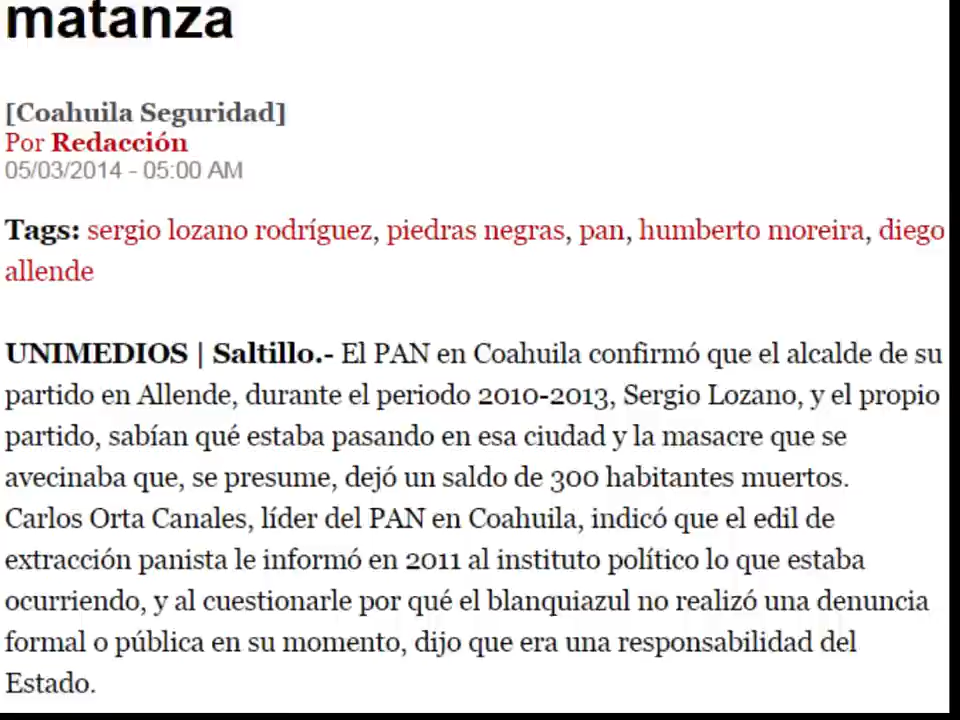 matanza
[Coahuila Seguridad]
Por Redacción
05/03/2014 - 05:00 AM
Tags: sergio lozano rodríguez, piedras negras, pan, humberto moreira, diego
allende
UNIMEDIOS | Saltillo.- El PAN en Coahuila confirmó que el alcalde de su
partido en Allende, durante el periodo 2010-2013, Sergio Lozano, y el propio
partido, sabían qué estaba pasando en esa ciudad y la masacre que se
avecinaba que, se presume, dejó un saldo de 300 habitantes muertos.
Carlos Orta Canales, líder del PAN en Coahuila, indicó que el edil de
extracción panista le informó en 2011 al instituto político lo que estaba
ocurriendo, y al cuestionarle por qué el blanquiazul no realizó una denuncia
formal o pública en su momento, dijo que era una responsabilidad del
Estado.